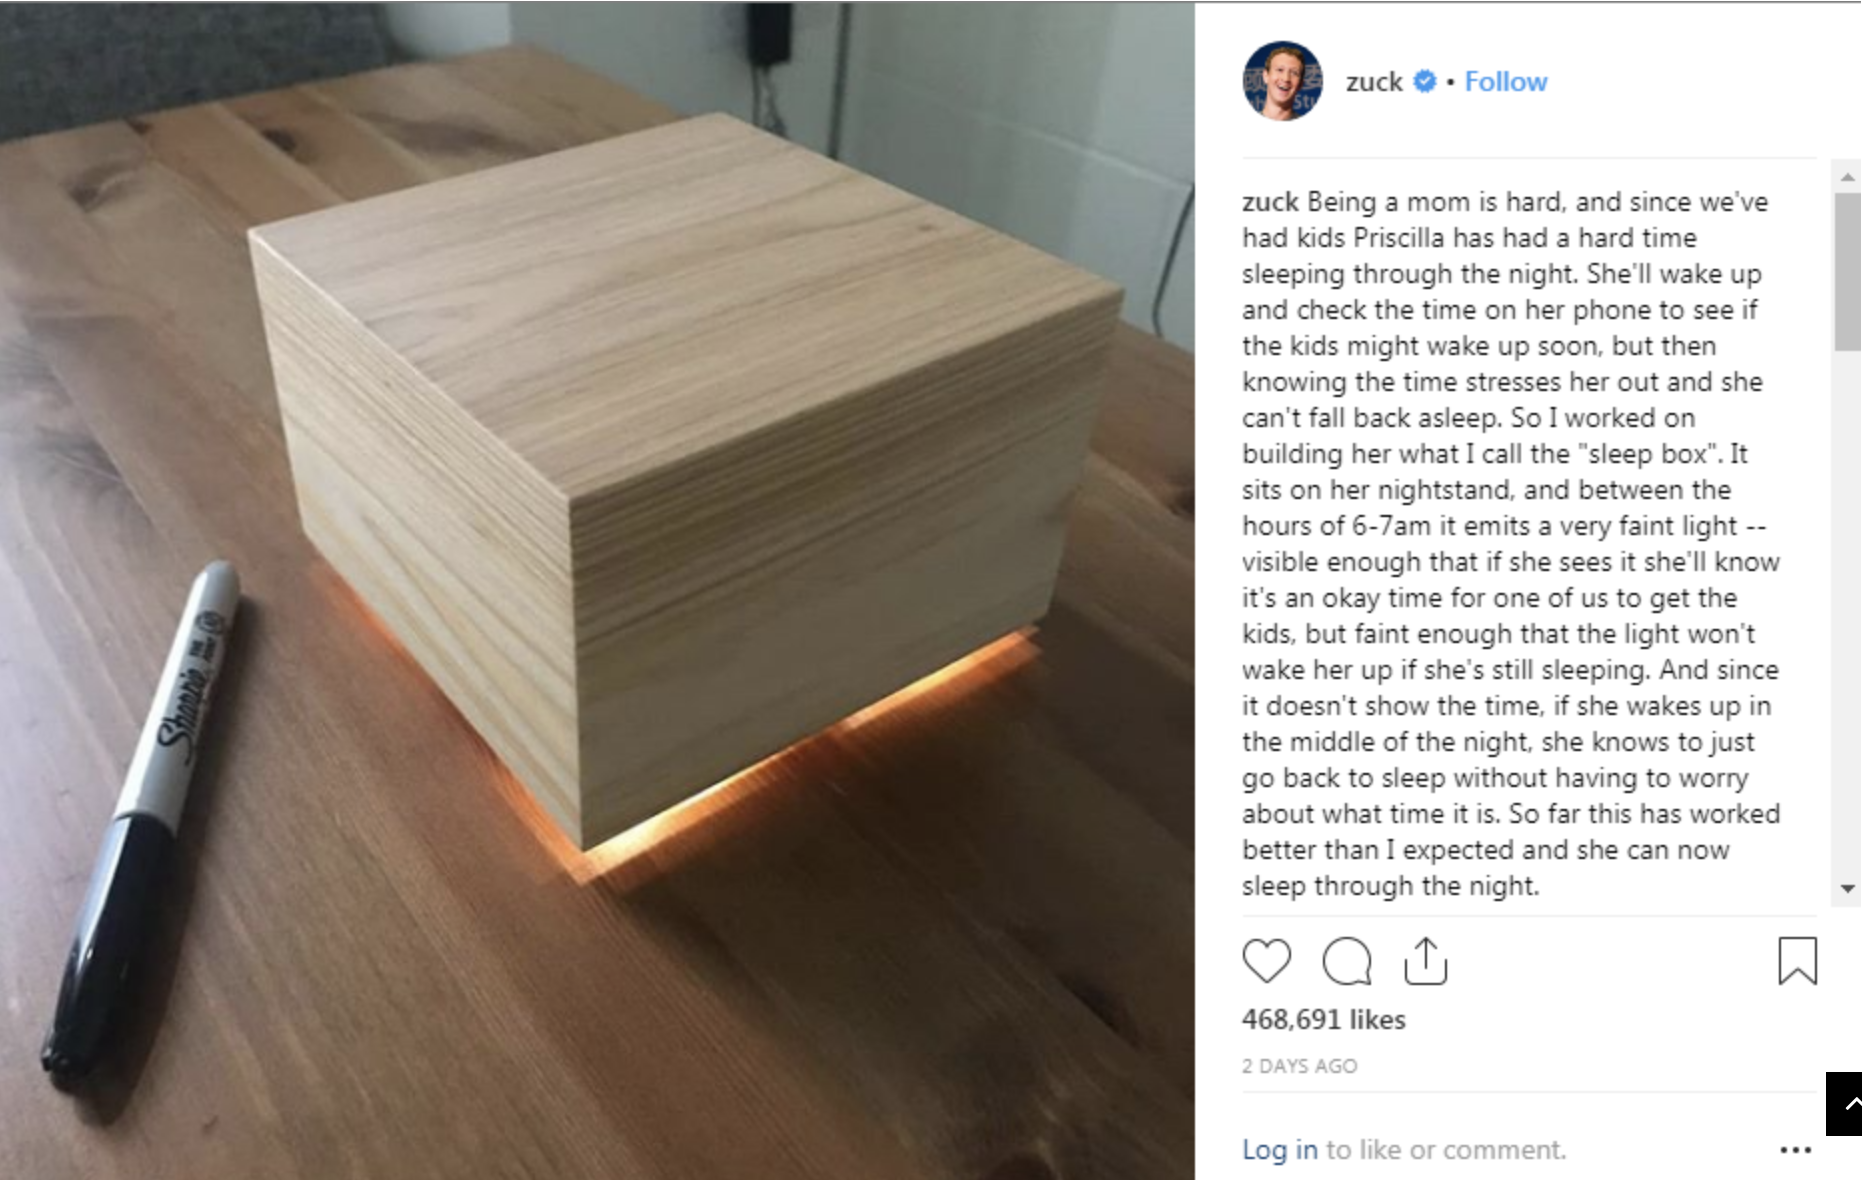 zuck • Follow
zuck Being a mom is hard, and since we've
had kids Priscilla has had a hard time
sleeping through the night. She'll wake up
and check the time on her phone to see if
the kids might wake up soon, but then
knowing the time stresses her out and she
can't fall back asleep. So I worked on
building her what I call the "sleep box". It
sits on her nightstand, and between the
hours of 6-7am it emits a very faint light --
visible enough that if she sees it she'll know
it's an okay time for one of us to get the
kids, but faint enough that the light won't
wake her up if she's still sleeping. And since
it doesn't show the time, if she wakes up in
the middle of the night, she knows to just
go back to sleep without having to worry
about what time it is. So far this has worked
better than I expected and she can now
sleep through the night.
468,691 likes
2 DAYS AGO
Log in to like or comment.
Sharpie